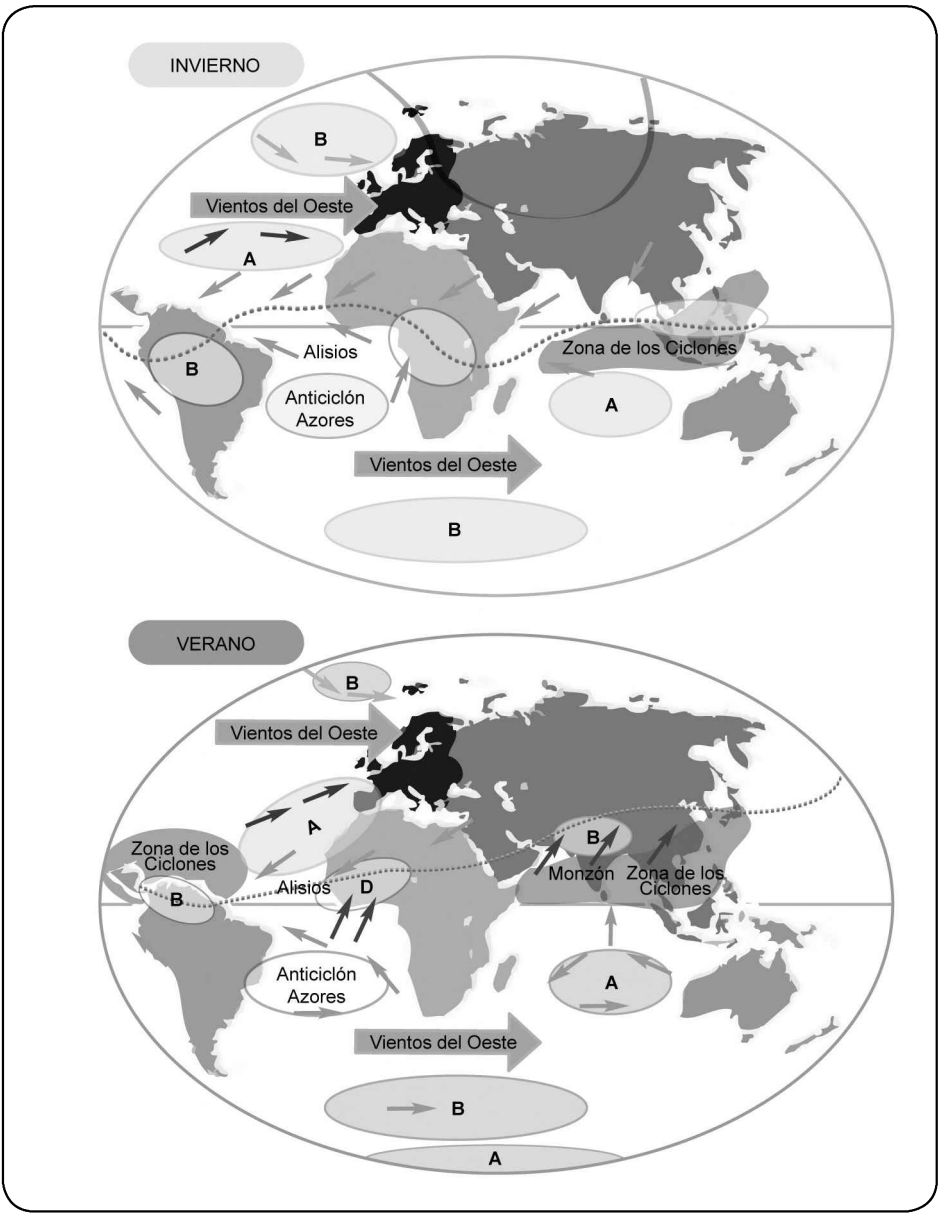 INVIERNO
B
Vientos del Oeste
A
Alisios
Zona de los Ciclones
B
Anticiclón
Azores
A
Vientos del Oeste
B
VERANO
B
Vientos del Oeste
A
Zona de los
Ciclones
B
Monzón
Zona de los
Ciclones
Alisios
D
B
Anticiclón
Azores
A
Vientos del Oeste
B
A